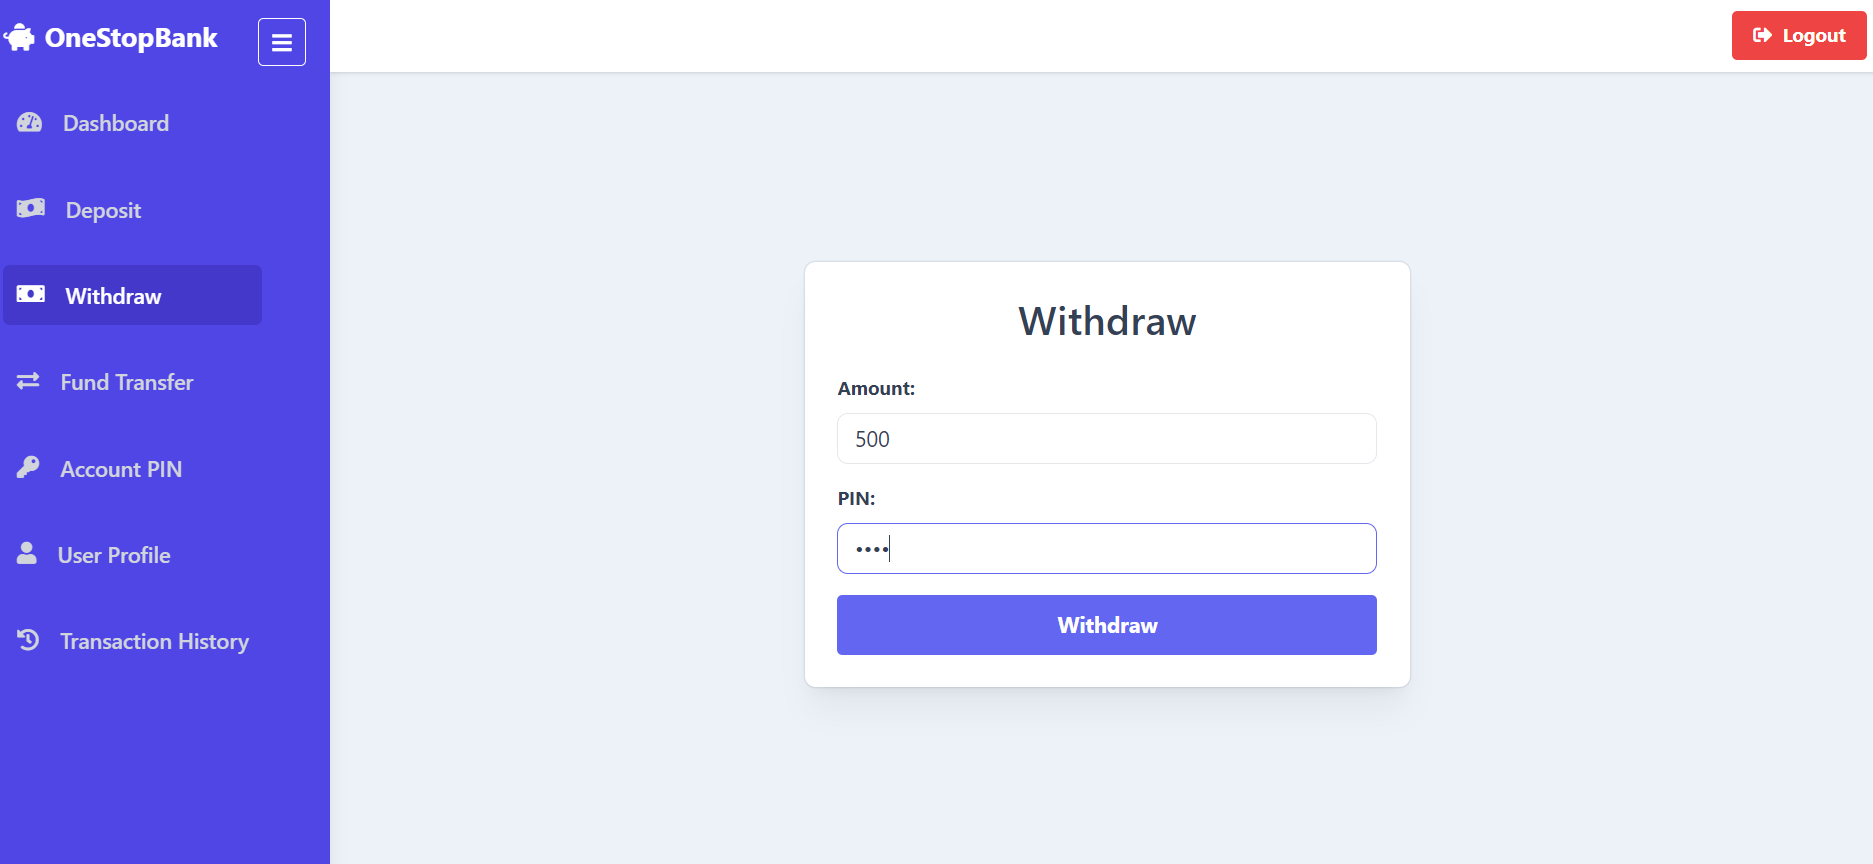 OneStopBank
Logout
Dashboard
Deposit
Withdraw
Fund Transfer
Account PIN
User Profile
Transaction History
Withdraw
Amount:
500
PIN:
••••
Withdraw